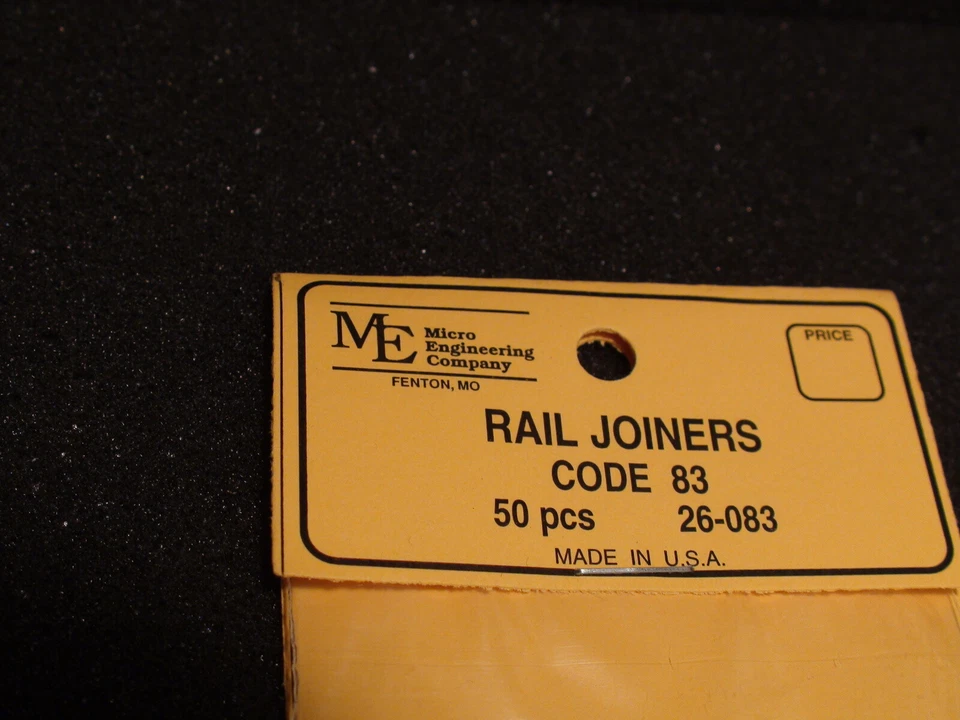 ME Micro
Engineering
Company
FENTON, MO
PRICE
RAIL JOINERS
CODE 83
50 pcs 26-083
MADE IN U.S.A.